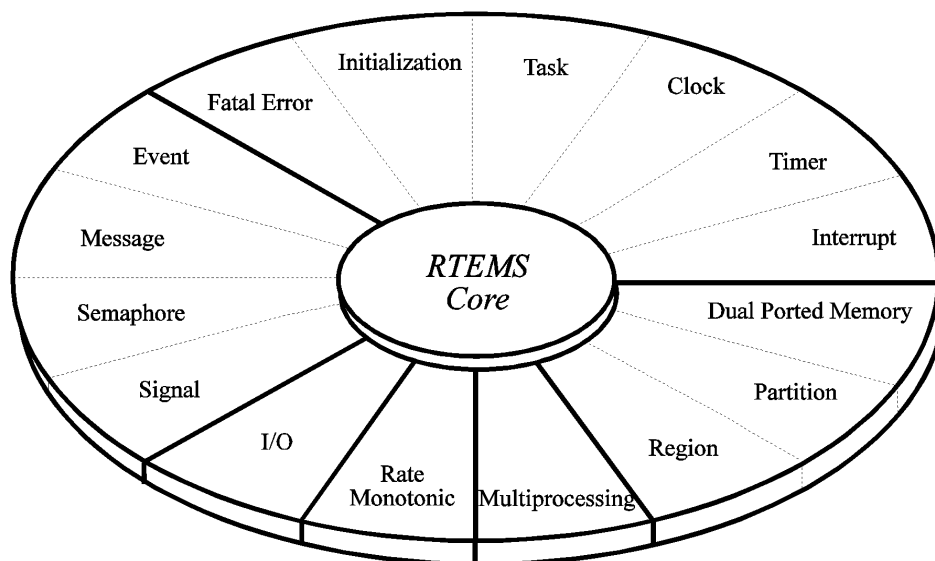 Initialization
Task
Clock
Fatal Error
Event
Timer
Message
Interrupt
RTEMS
Core
Semaphore
Dual Ported Memory
Signal
Partition
I/O
Region
Rate
Monotonic
Multiprocessing